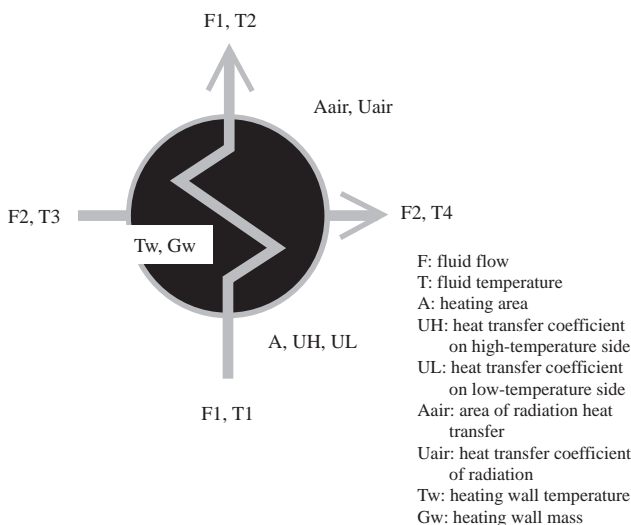 F1, T2
Aair, Uair
F2, T3
F2, T4
Tw, Gw
A, UH, UL
F1, T1
F: fluid flow
T: fluid temperature
A: heating area
UH: heat transfer coefficient
on high-temperature side
UL: heat transfer coefficient
on low-temperature side
Aair: area of radiation heat
transfer
Uair: heat transfer coefficient
of radiation
Tw: heating wall temperature
Gw: heating wall mass